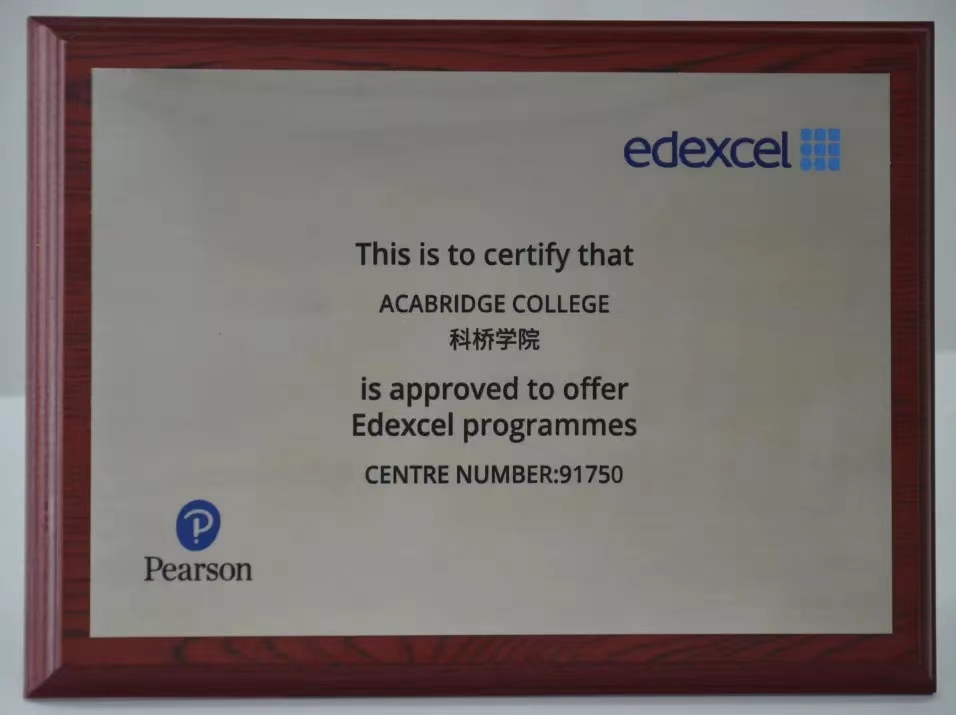 edexcel
This is to certify that
ACABRIDGE COLLEGE
科桥学院
is approved to offer
Edexcel programmes
CENTRE NUMBER:91750
Pearson